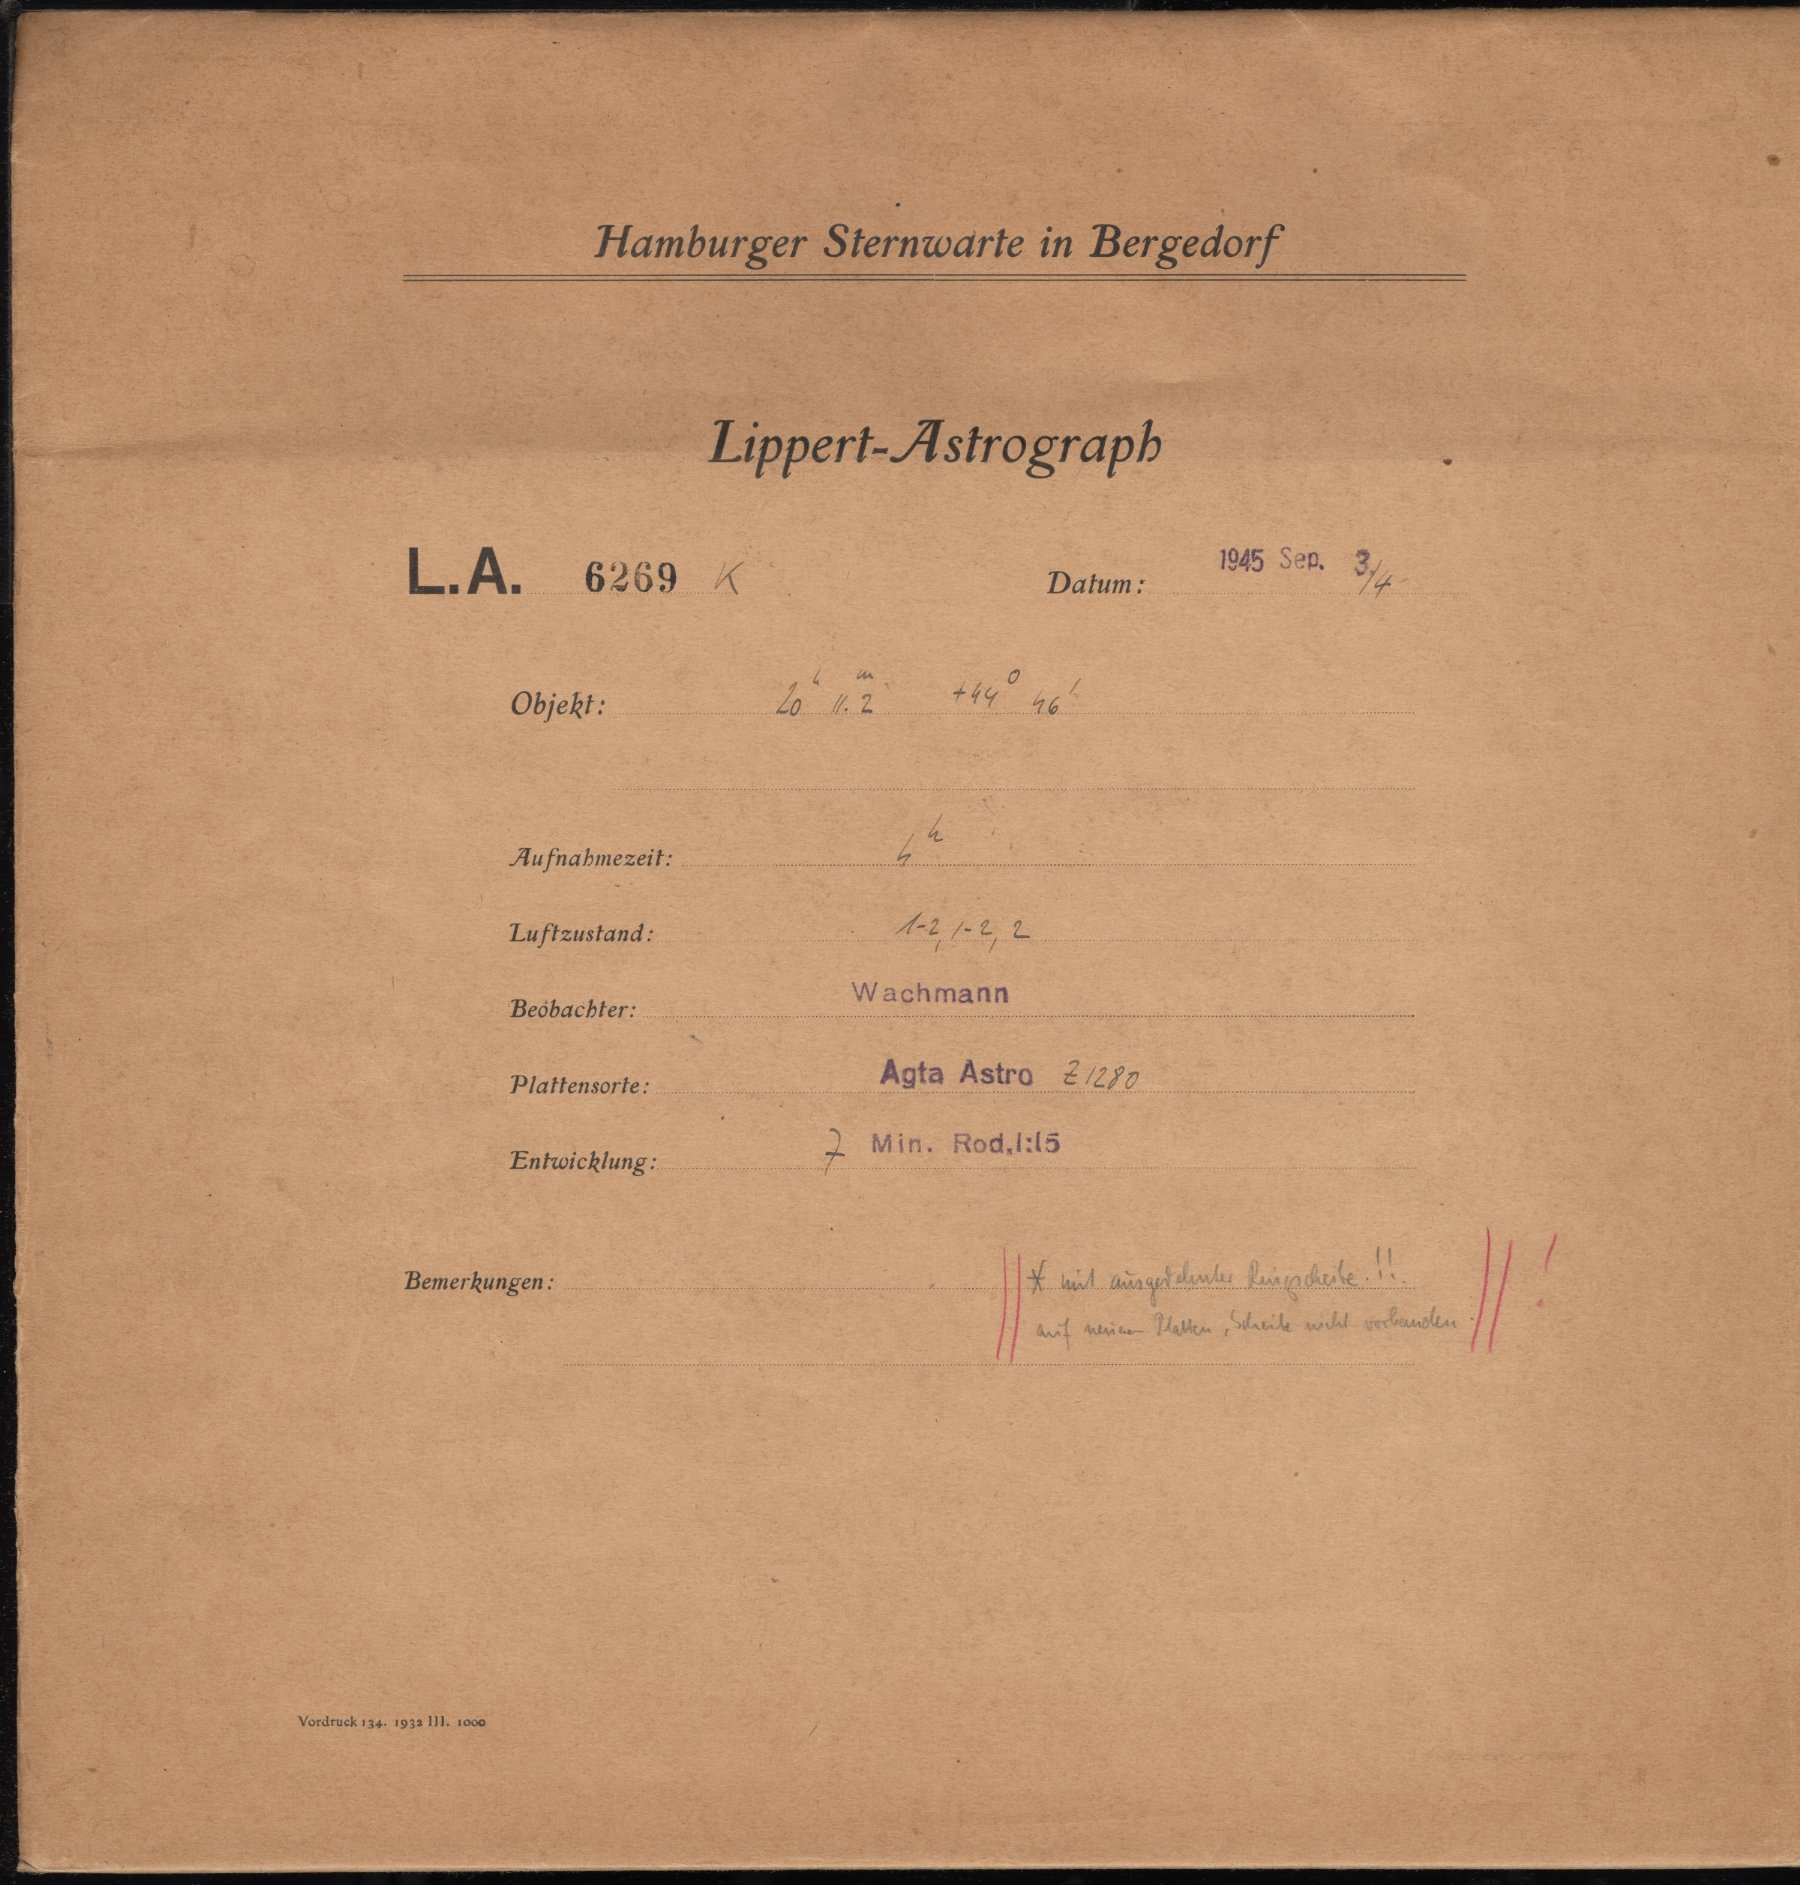 Hamburger Sternwarte in Bergedorf
Lippert-Astrograph
L.A. 6269 K Datum: 1945 Sep. 3/4
Objekt: 20h 11.2m +44° 46'
Aufnahmezeit: 4h
Luftzustand: 1-2, 1-2, 2
Beobachter: Wachmann
Plattensorte: Agfa Astro Z1280
Entwicklung: 7 Min. Rod.1:15
Bemerkungen: * mit ausgedehnter Ringscheibe.!!
auf neuen Platten, Scheibe nicht vorhanden. !
Vordruck 134. 1932 III. 1000